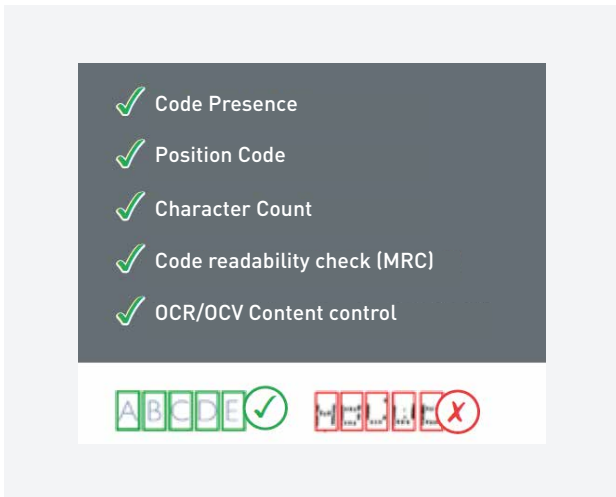 Code Presence
Position Code
Character Count
Code readability check (MRC)
OCR/OCV Content control
ABCDE